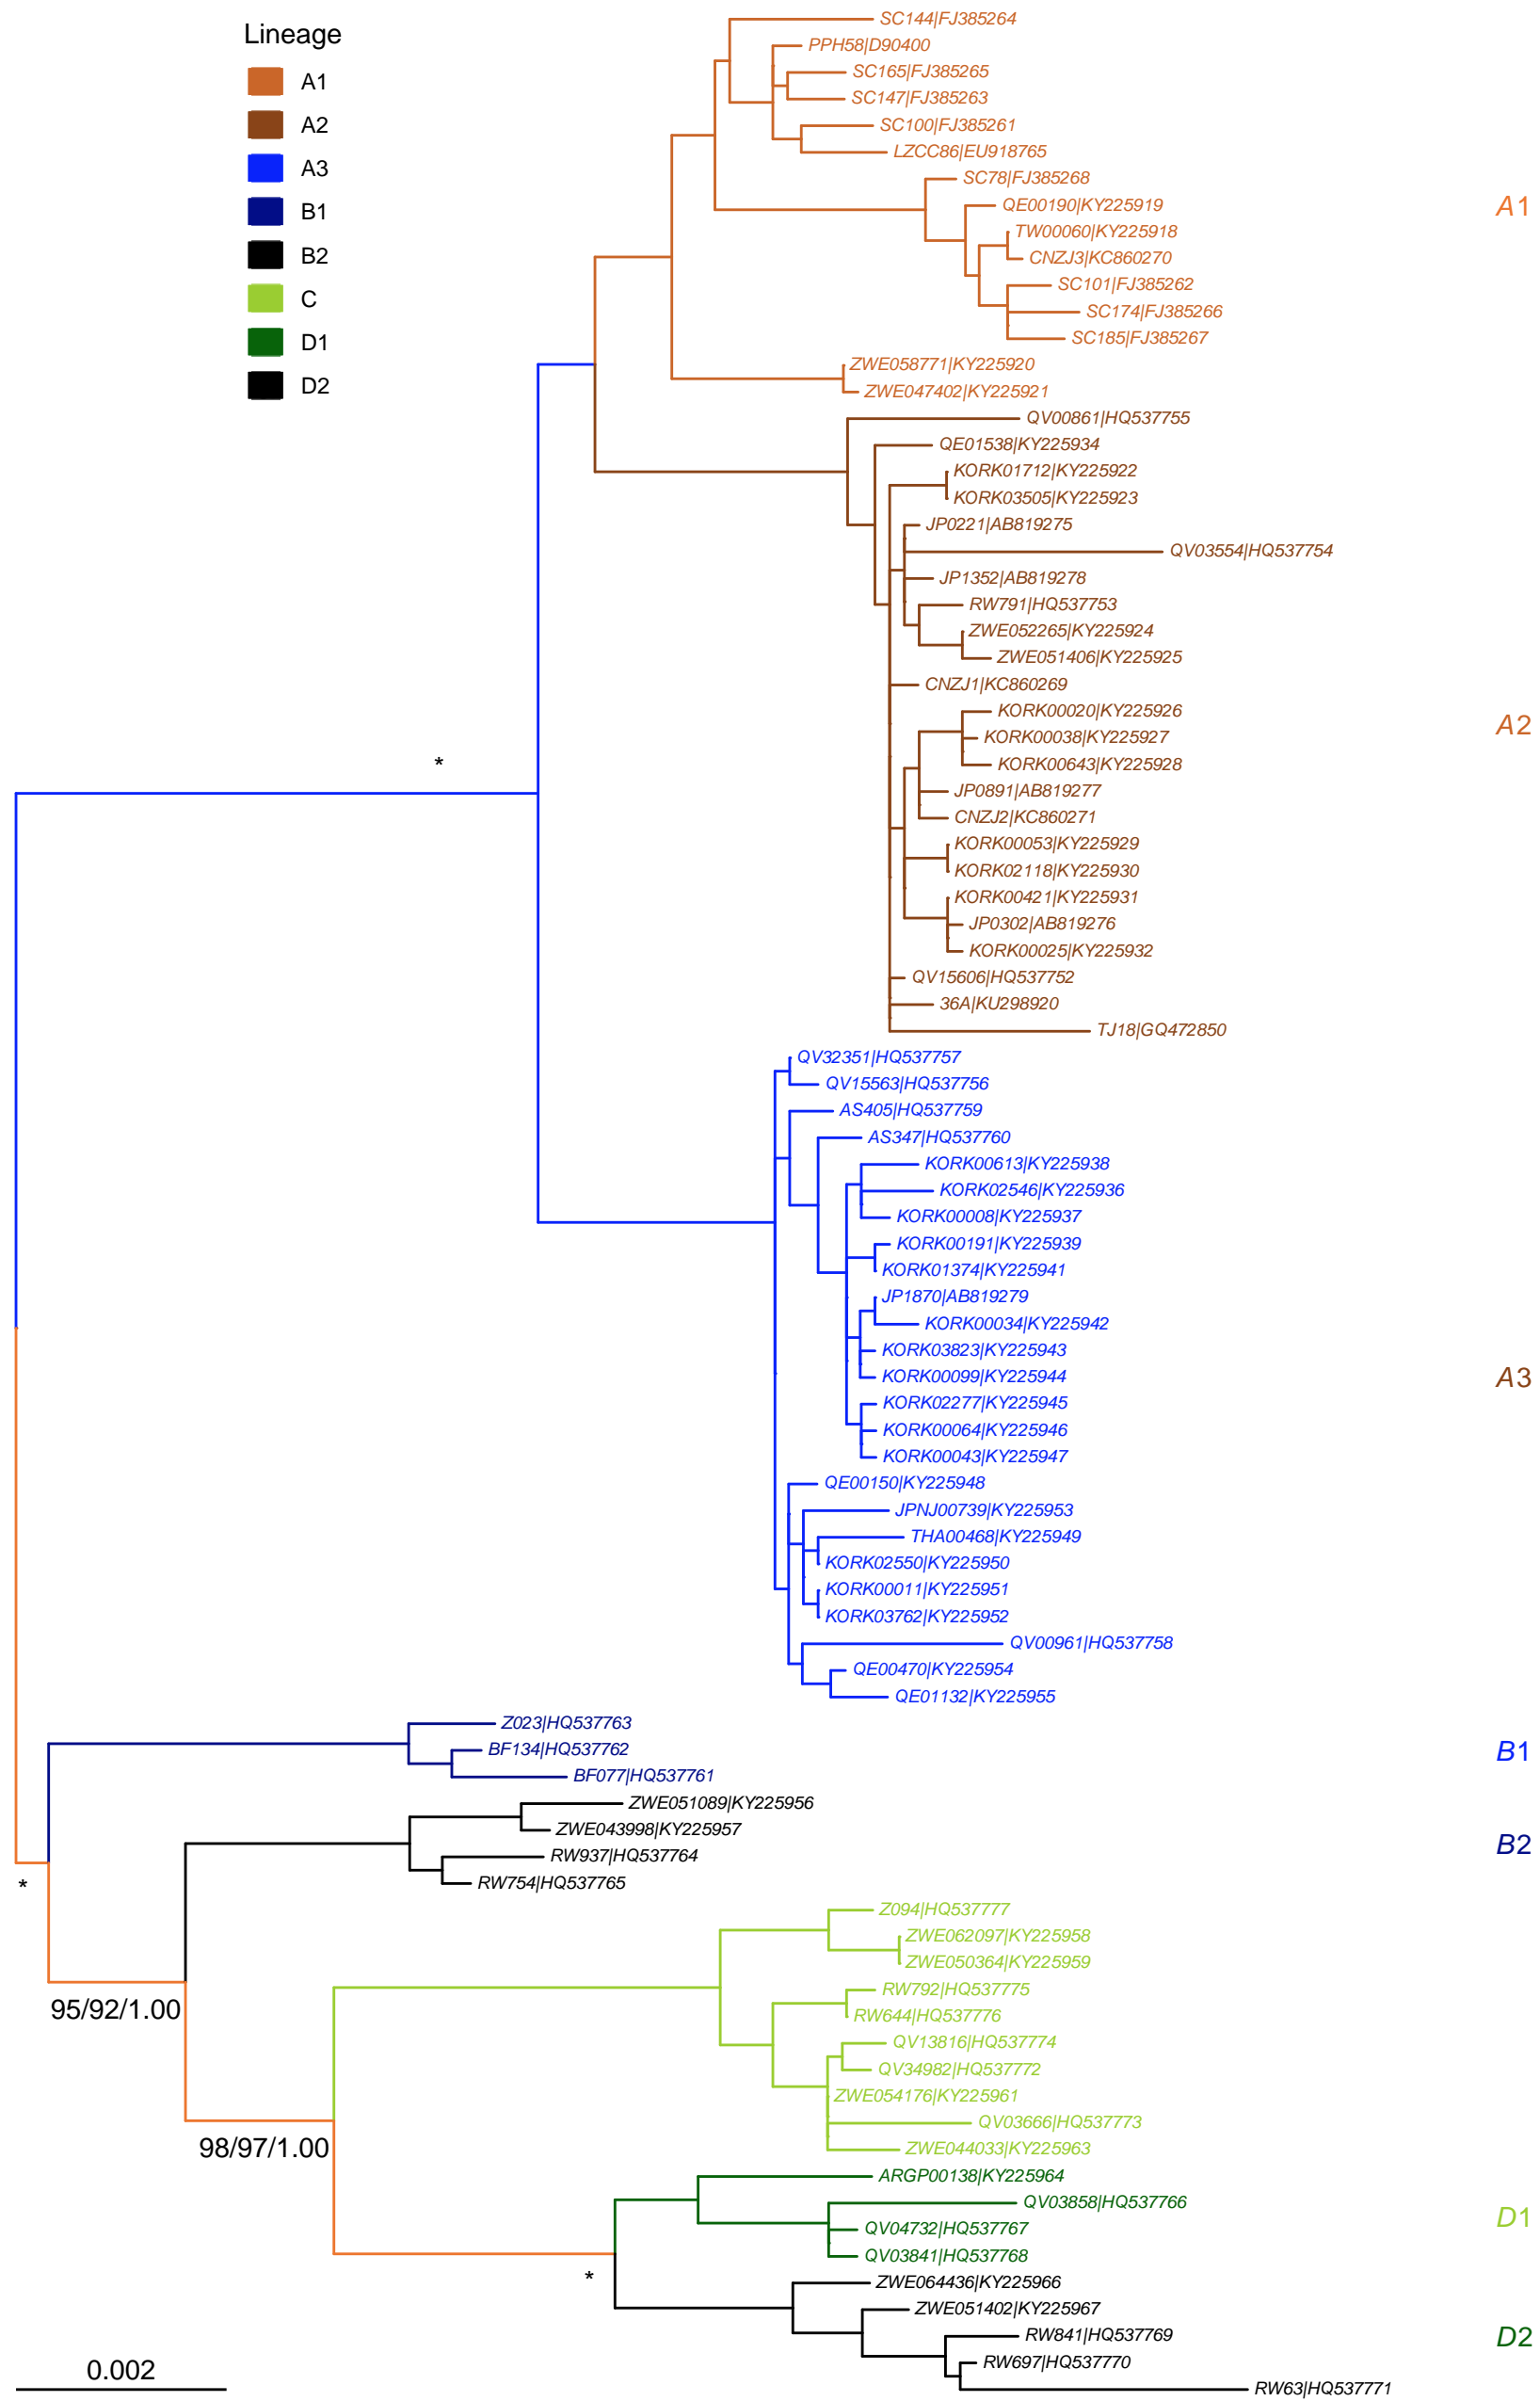 Lineage
A1
A2
A3
B1
B2
C
D1
D2
SC144|FJ385264
PPH58|D90400
SC165|FJ385265
SC147|FJ385263
SC100|FJ385261
LZCC86|EU918765
SC78|FJ385268
QE00190|KY225919
A1
TW00060|KY225918
CNZJ3|KC860270
SC101|FJ385262
SC174|FJ385266
SC185|FJ385267
ZWE058771|KY225920
ZWE047402|KY225921
QV00861|HQ537755
QE01538|KY225934
KORK01712|KY225922
KORK03505|KY225923
JP0221|AB819275
QV03554|HQ537754
JP1352|AB819278
RW791|HQ537753
ZWE052265|KY225924
ZWE051406|KY225925
CNZJ1|KC860269
KORK00020|KY225926
A2
KORK00038|KY225927
KORK00643|KY225928
*
JP0891|AB819277
CNZJ2|KC860271
KORK00053|KY225929
KORK02118|KY225930
KORK00421|KY225931
JP0302|AB819276
KORK00025|KY225932
QV15606|HQ537752
36A|KU298920
TJ18|GQ472850
QV32351|HQ537757
QV15563|HQ537756
AS405|HQ537759
AS347|HQ537760
KORK00613|KY225938
KORK02546|KY225936
KORK00008|KY225937
KORK00191|KY225939
KORK01374|KY225941
JP1870|AB819279
KORK00034|KY225942
KORK03823|KY225943
KORK00099|KY225944
A3
KORK02277|KY225945
KORK00064|KY225946
KORK00043|KY225947
QE00150|KY225948
JPNJ00739|KY225953
THA00468|KY225949
KORK02550|KY225950
KORK00011|KY225951
KORK03762|KY225952
QV00961|HQ537758
QE00470|KY225954
QE01132|KY225955
Z023|HQ537763
BF134|HQ537762
B1
BF077|HQ537761
ZWE051089|KY225956
ZWE043998|KY225957
B2
RW937|HQ537764
RW754|HQ537765
*
Z094|HQ537777
ZWE062097|KY225958
ZWE050364|KY225959
RW792|HQ537775
95/92/1.00
RW644|HQ537776
QV13816|HQ537774
QV34982|HQ537772
ZWE054176|KY225961
QV03666|HQ537773
98/97/1.00
ZWE044033|KY225963
ARGP00138|KY225964
QV03858|HQ537766
D1
QV04732|HQ537767
QV03841|HQ537768
*
ZWE064436|KY225966
ZWE051402|KY225967
RW841|HQ537769
D2
RW697|HQ537770
0.002
RW63|HQ537771